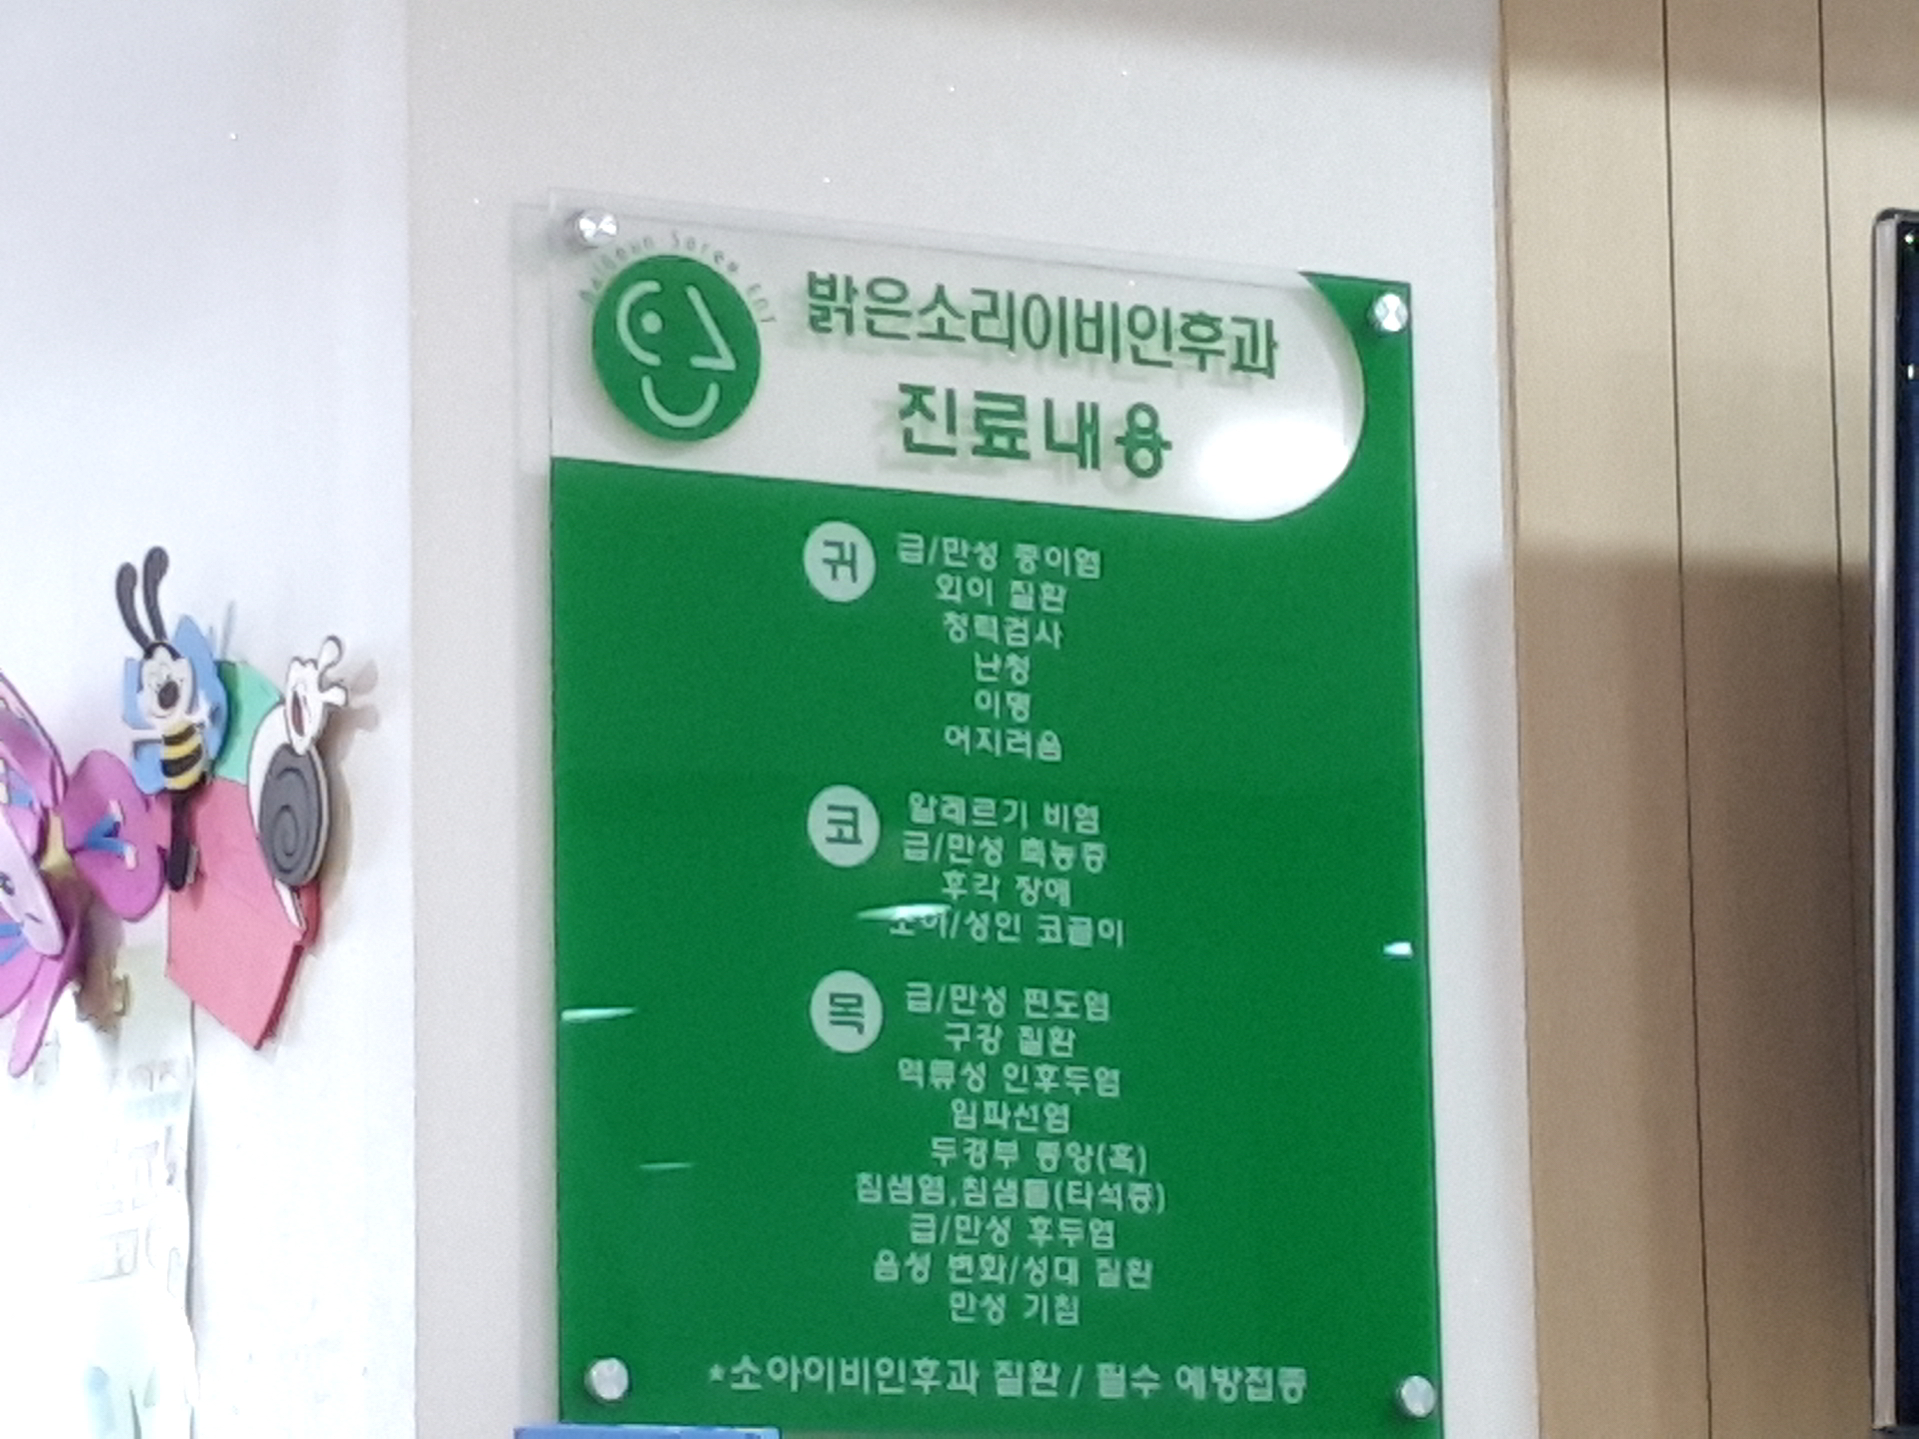 밝은소리이비인후과
진료내용
귀
급/만성 중이염
외이 질환
청력검사
난청
이명
어지러움
코
알레르기 비염
급/만성 축농증
후각 장애
소아/성인 코골이
목
급/만성 편도염
구강 질환
역류성 인후두염
임파선염
두경부 종양(혹)
침샘염,침샘돌(타석증)
급/만성 후두염
음성 변화/성대 질환
만성 기침
*소아이비인후과 질환 / 필수 예방접종